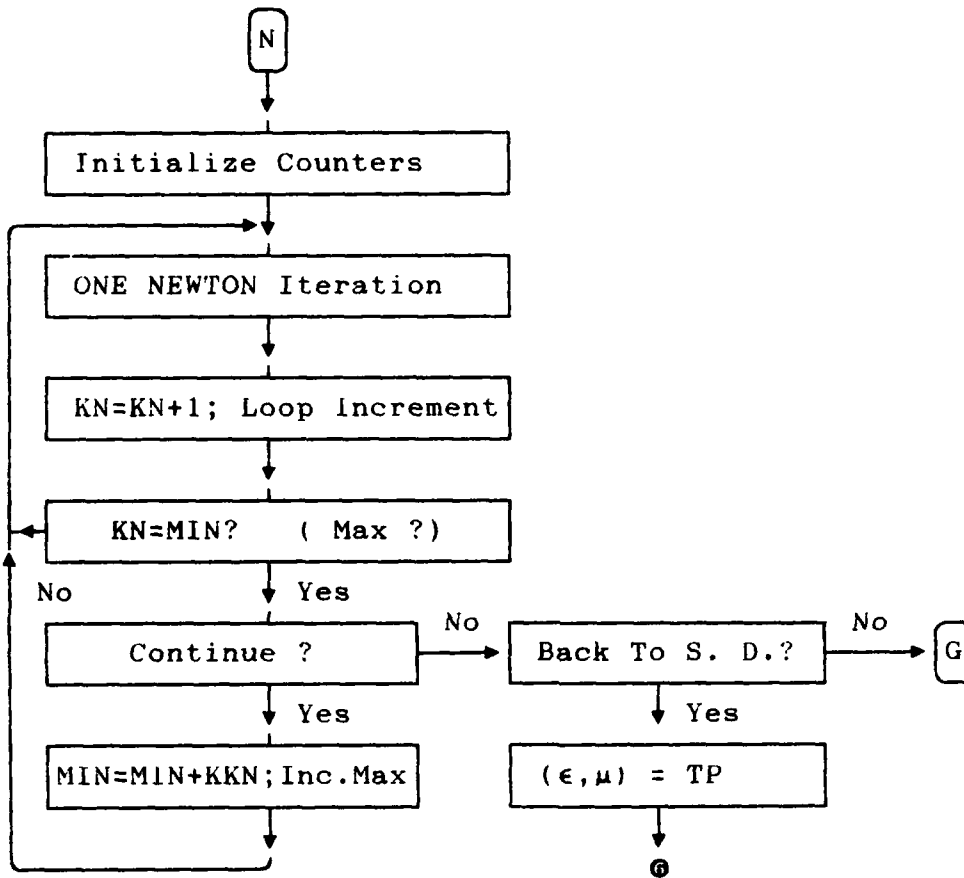 N
Initialize Counters
ONE NEWTON Iteration
KN=KN+1; Loop Increment
KN=MIN? ( Max ?)
No
Yes
Continue ?
No
Back To S. D.?
No
G
Yes
Yes
MIN=MIN+KKN;Inc.Max
(ϵ,μ) = TP